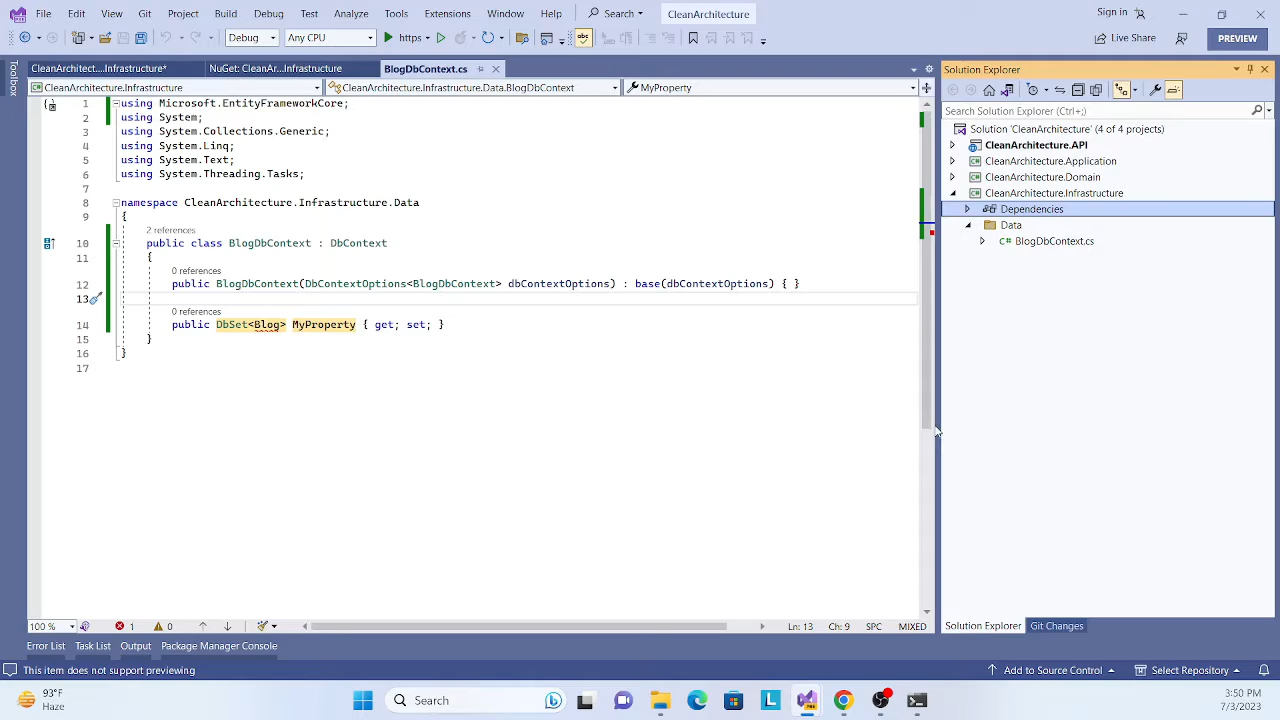 File Edit View Git Project Build Debug Test Analyze Tools Extensions Window Help Search CleanArchitecture Sign in
Debug Any CPU https Live Share PREVIEW
Toolbox
CleanArchitect...Infrastructure* NuGet: CleanAr...Infrastructure BlogDbContext.cs
CleanArchitecture.Infrastructure CleanArchitecture.Infrastructure.Data.BlogDbContext MyProperty
1 using Microsoft.EntityFrameworkCore;
2 using System;
3 using System.Collections.Generic;
4 using System.Linq;
5 using System.Text;
6 using System.Threading.Tasks;
7
8 namespace CleanArchitecture.Infrastructure.Data
9 {
2 references
10 public class BlogDbContext : DbContext
11 {
0 references
12 public BlogDbContext(DbContextOptions<BlogDbContext> dbContextOptions) : base(dbContextOptions) { }
13
0 references
14 public DbSet<Blog> MyProperty { get; set; }
15 }
16 }
17
100 % 1 0 Ln: 13 Ch: 9 SPC MIXED
Solution Explorer
Search Solution Explorer (Ctrl+;)
Solution 'CleanArchitecture' (4 of 4 projects)
CleanArchitecture.API
CleanArchitecture.Application
CleanArchitecture.Domain
CleanArchitecture.Infrastructure
Dependencies
Data
C# BlogDbContext.cs
Solution Explorer Git Changes
Error List Task List Output Package Manager Console
This item does not support previewing Add to Source Control Select Repository
93°F
Haze
Search
3:50 PM
7/3/2023